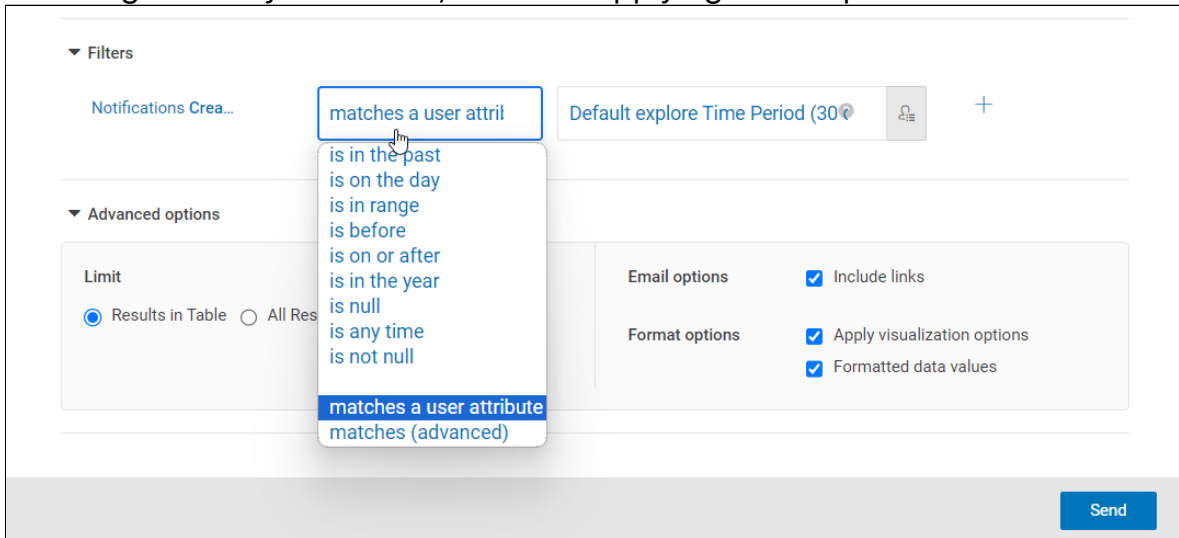 Filters
Notifications Crea...
matches a user attril
Default explore Time Period (30
is in the past
is on the day
is in range
is before
is on or after
is in the year
is null
is any time
is not null
matches a user attribute
matches (advanced)
Advanced options
Limit
Results in Table
All Res
Email options
Include links
Format options
Apply visualization options
Formatted data values
Send